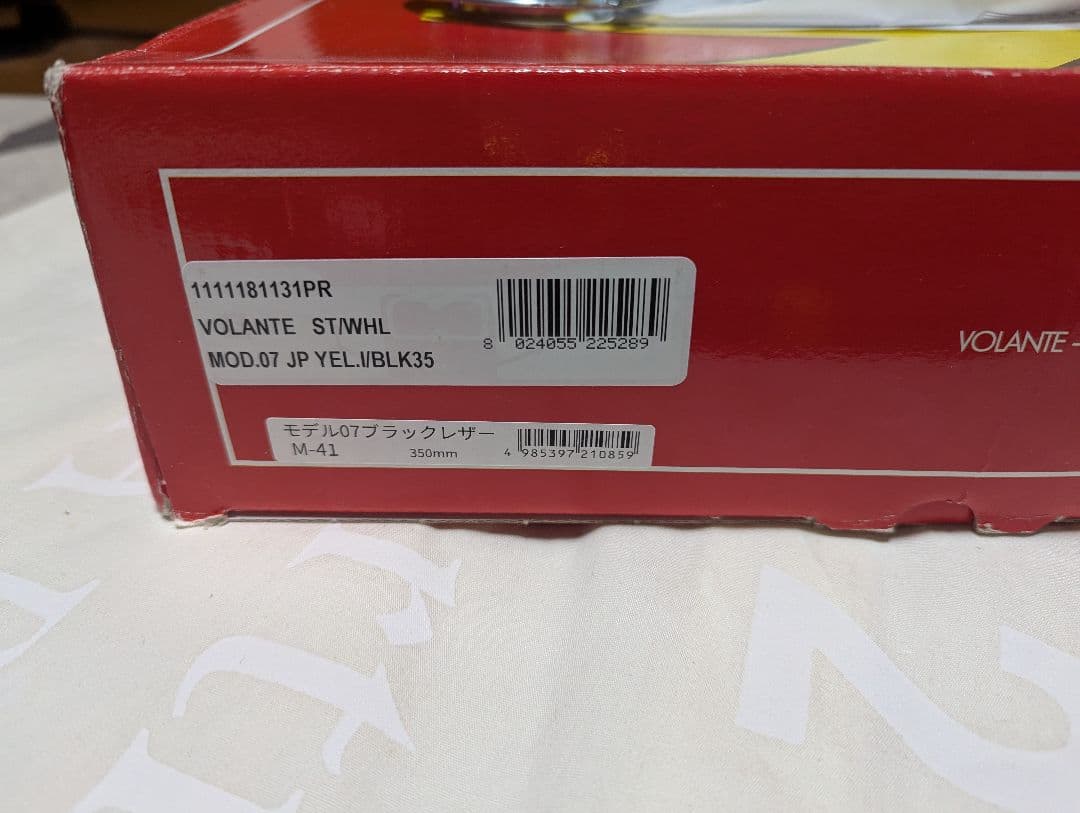 1111181131PR
VOLANTE ST/WHL
MOD.07 JP YEL.I/BLK35
8 024055 225289
VOLANTE -
モデル07ブラックレザー
M-41 350mm
4 985397 210859